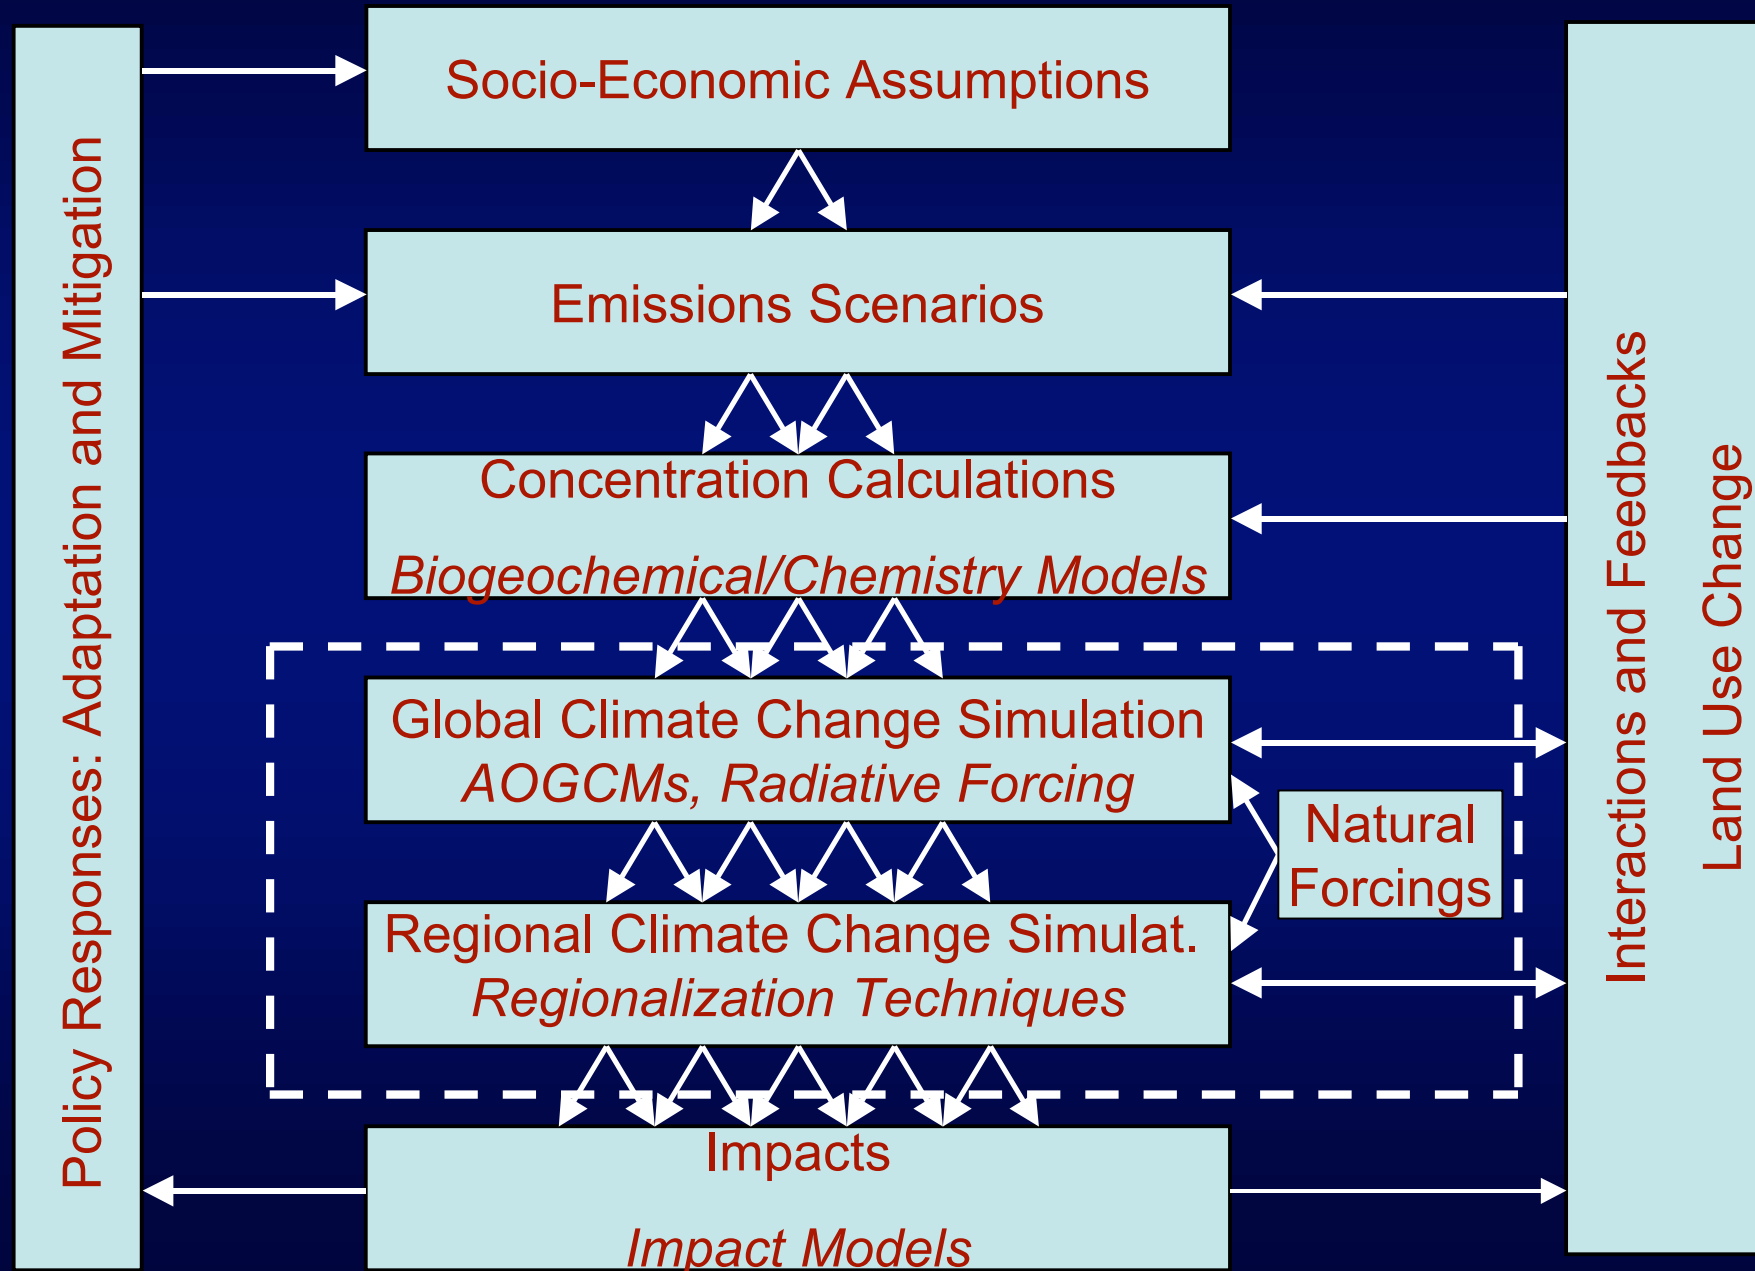 Policy Responses: Adaptation and Mitigation
Socio-Economic Assumptions
Emissions Scenarios
Concentration Calculations
Biogeochemical/Chemistry Models
Global Climate Change Simulation
AOGCMs, Radiative Forcing
Natural
Forcings
Regional Climate Change Simulat.
Regionalization Techniques
Impacts
Impact Models
Interactions and Feedbacks
Land Use Change